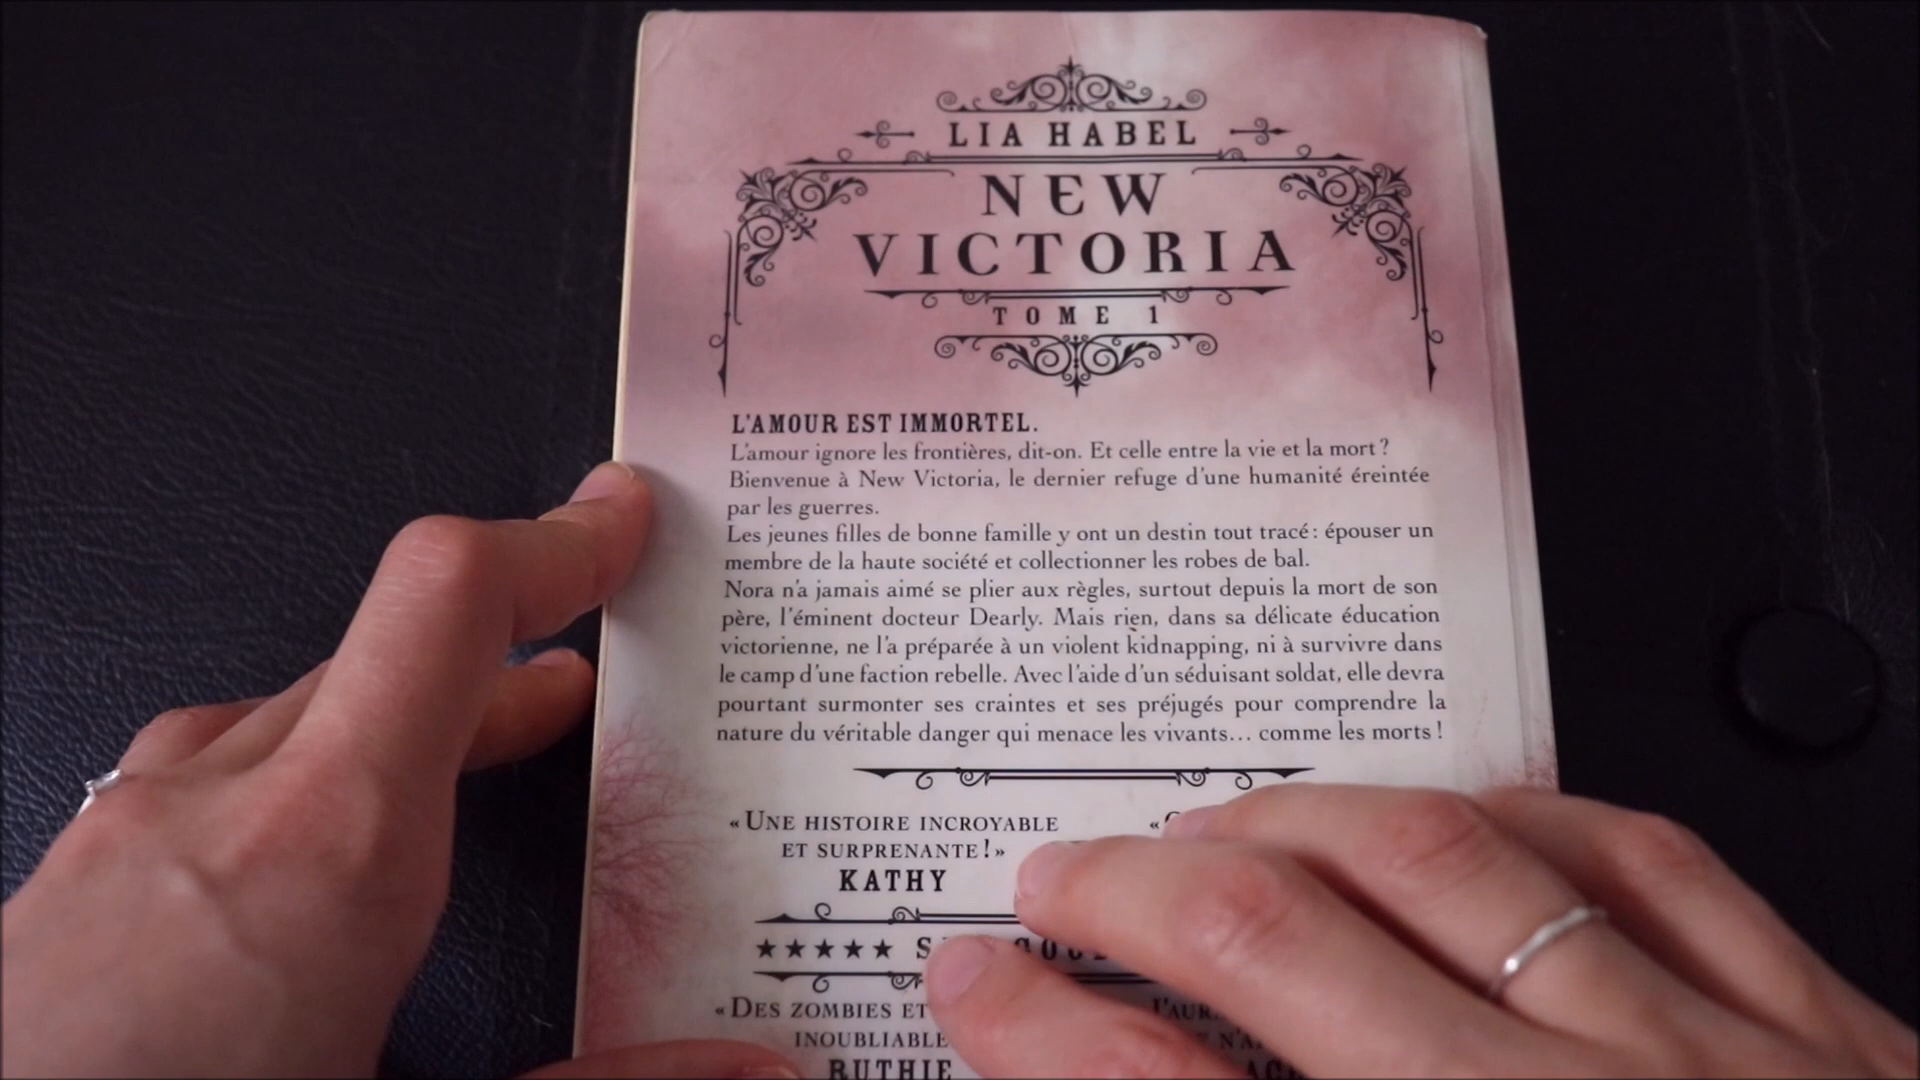 LIA HABEL
NEW
VICTORIA
TOME 1
L'AMOUR EST IMMORTEL.
L'amour ignore les frontières, dit-on. Et celle entre la vie et la mort ?
Bienvenue à New Victoria, le dernier refuge d'une humanité éreintée
par les guerres.
Les jeunes filles de bonne famille y ont un destin tout tracé : épouser un
membre de la haute société et collectionner les robes de bal.
Nora n'a jamais aimé se plier aux règles, surtout depuis la mort de son
père, l'éminent docteur Dearly. Mais rien, dans sa délicate éducation
victorienne, ne l'a préparée à un violent kidnapping, ni à survivre dans
le camp d'une faction rebelle. Avec l'aide d'un séduisant soldat, elle devra
pourtant surmonter ses craintes et ses préjugés pour comprendre la
nature du véritable danger qui menace les vivants... comme les morts !
« UNE HISTOIRE INCROYABLE
ET SURPRENANTE ! »
KATHY
★★★★★
« DES ZOMBIES ET
INOUBLIABLE
RUTHIE